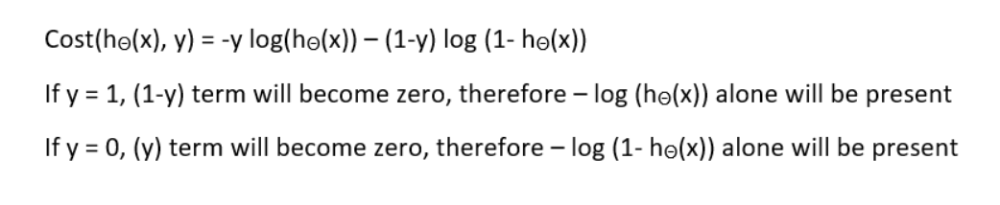 Cost(hΘ(x), y) = -y log(hΘ(x)) – (1-y) log (1- hΘ(x))
If y = 1, (1-y) term will become zero, therefore – log (hΘ(x)) alone will be present
If y = 0, (y) term will become zero, therefore – log (1- hΘ(x)) alone will be present